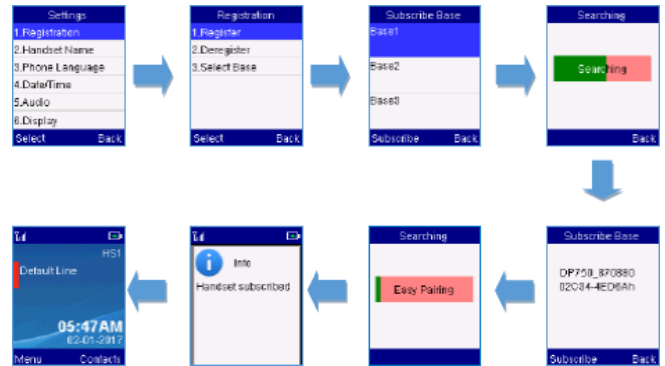 Settings
1.Registration
2.Handset Name
3.Phone Language
4.Date/Time
5.Audio
6.Display
Select Back
Registration
1.Register
2.Deregister
3.Select Base
Select Back
Subscribe Base
Base1
Base2
Base3
Subscribe Back
Searching
Searching
Back
Subscribe Base
DP750_870880
02C34-4ED6Ah
Subscribe Back
Searching
Easy Pairing
Info
Handset subscribed
HS1
Default Line
05:47AM
02-01-2017
Menu Contacts